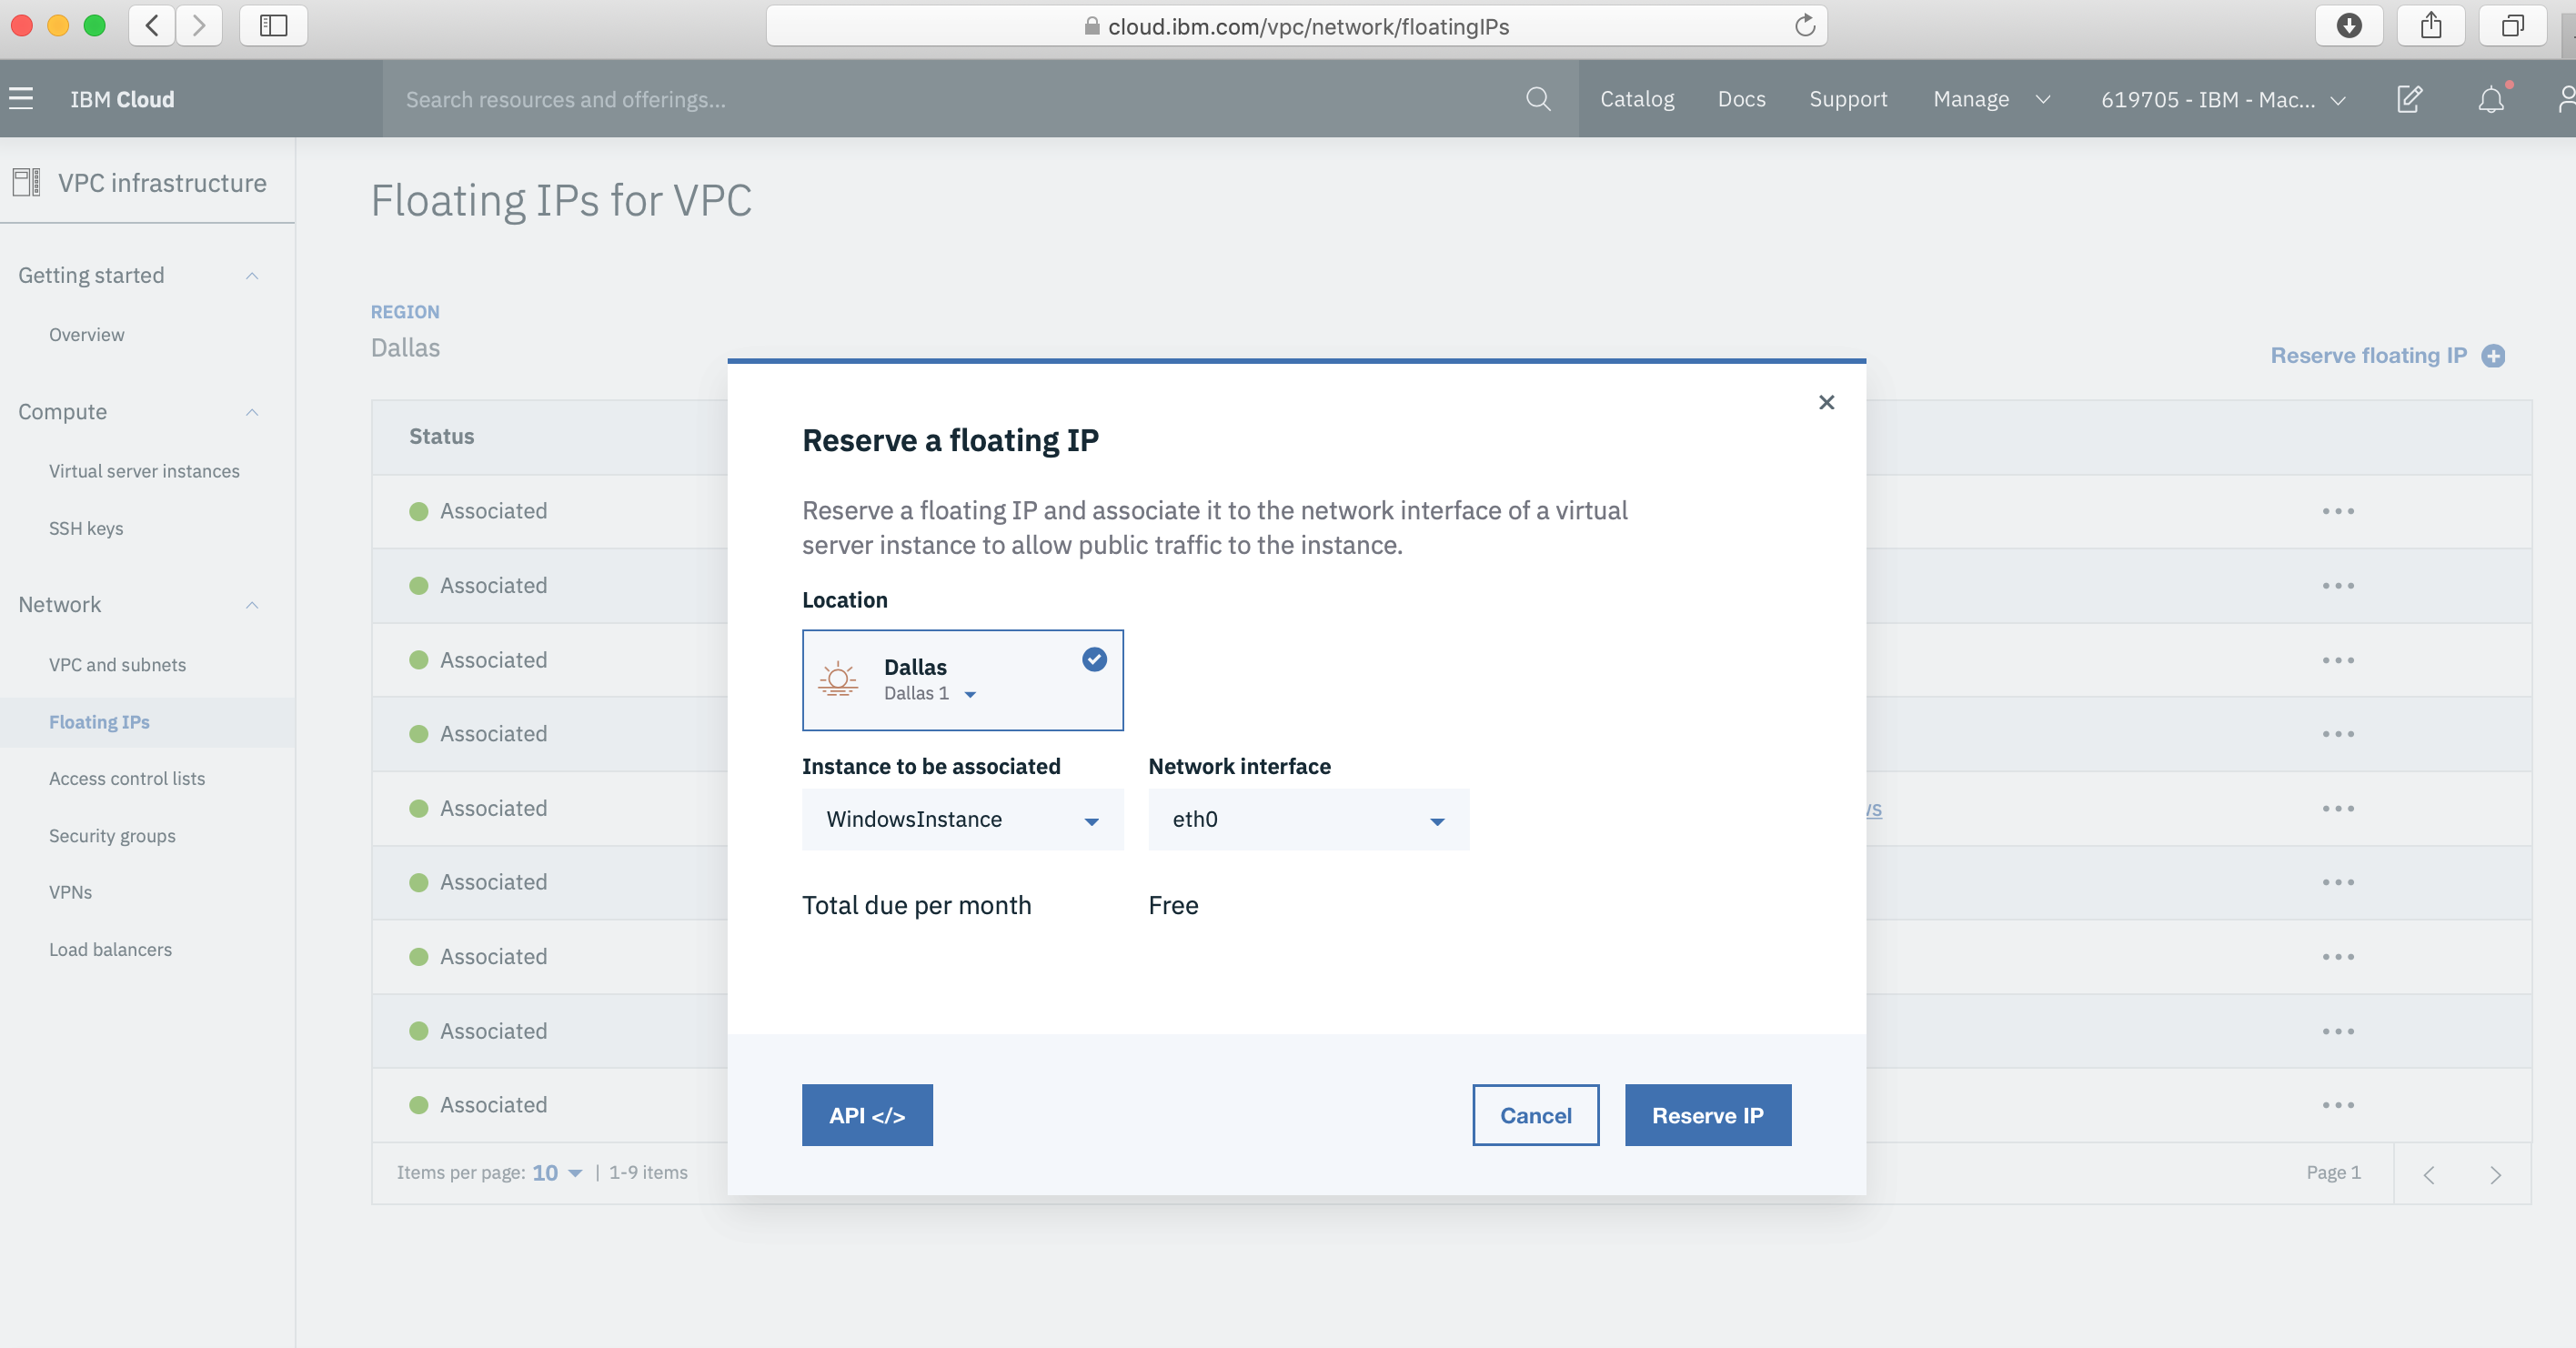 cloud.ibm.com/vpc/network/floatingIPs
IBM Cloud
Search resources and offerings...
Catalog
Docs
Support
Manage
619705 - IBM - Mac...
VPC infrastructure
Getting started
Overview
Compute
Virtual server instances
SSH keys
Network
VPC and subnets
Floating IPs
Access control lists
Security groups
VPNs
Load balancers
Floating IPs for VPC
REGION
Dallas
Reserve floating IP
Status
Associated
Associated
Associated
Associated
Associated
Associated
Associated
Associated
Associated
Items per page: 10 | 1-9 items
Page 1
Reserve a floating IP
Reserve a floating IP and associate it to the network interface of a virtual
server instance to allow public traffic to the instance.
Location
Dallas
Dallas 1
Instance to be associated
Network interface
WindowsInstance
eth0
Total due per month
Free
API </>
Cancel
Reserve IP